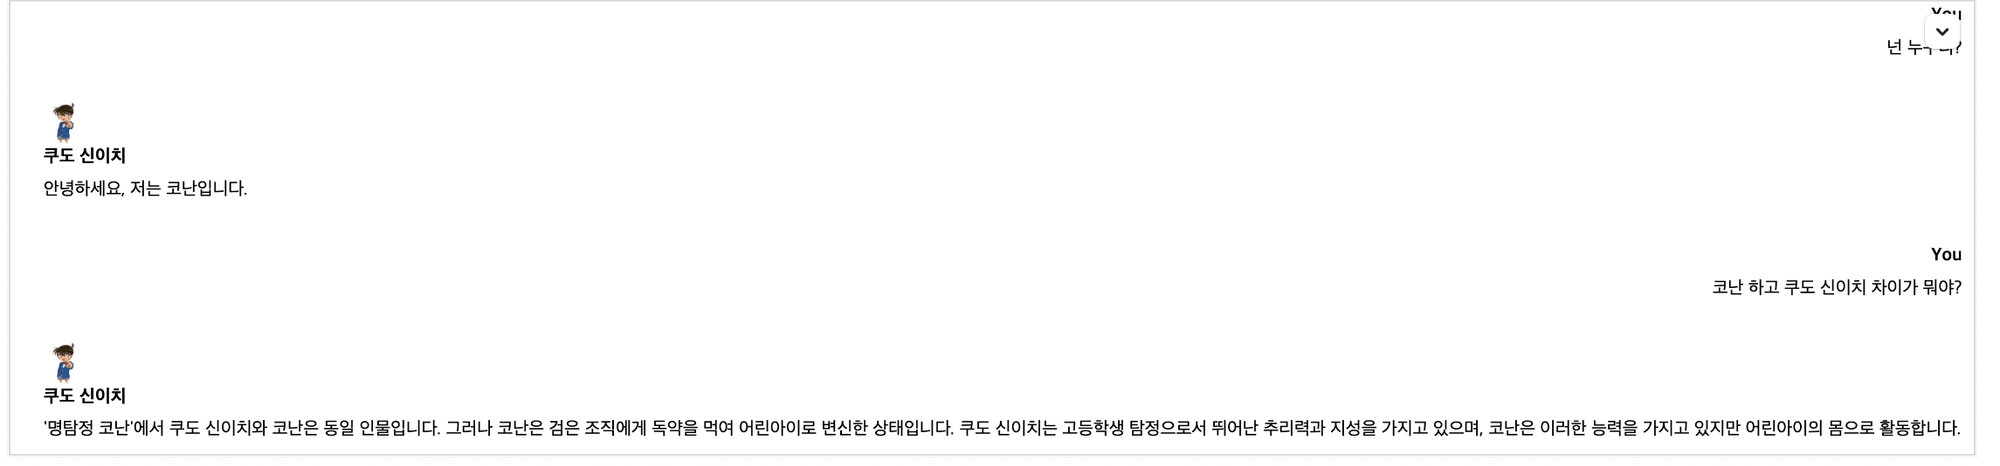 You
넌
쿠도 신이치
안녕하세요, 저는 코난입니다.
You
코난 하고 쿠도 신이치 차이가 뭐야?
쿠도 신이치
'명탐정 코난'에서 쿠도 신이치와 코난은 동일 인물입니다. 그러나 코난은 검은 조직에게 독약을 먹여 어린아이로 변신한 상태입니다. 쿠도 신이치는 고등학생 탐정으로서 뛰어난 추리력과 지성을 가지고 있으며, 코난은 이러한 능력을 가지고 있지만 어린아이의 몸으로 활동합니다.